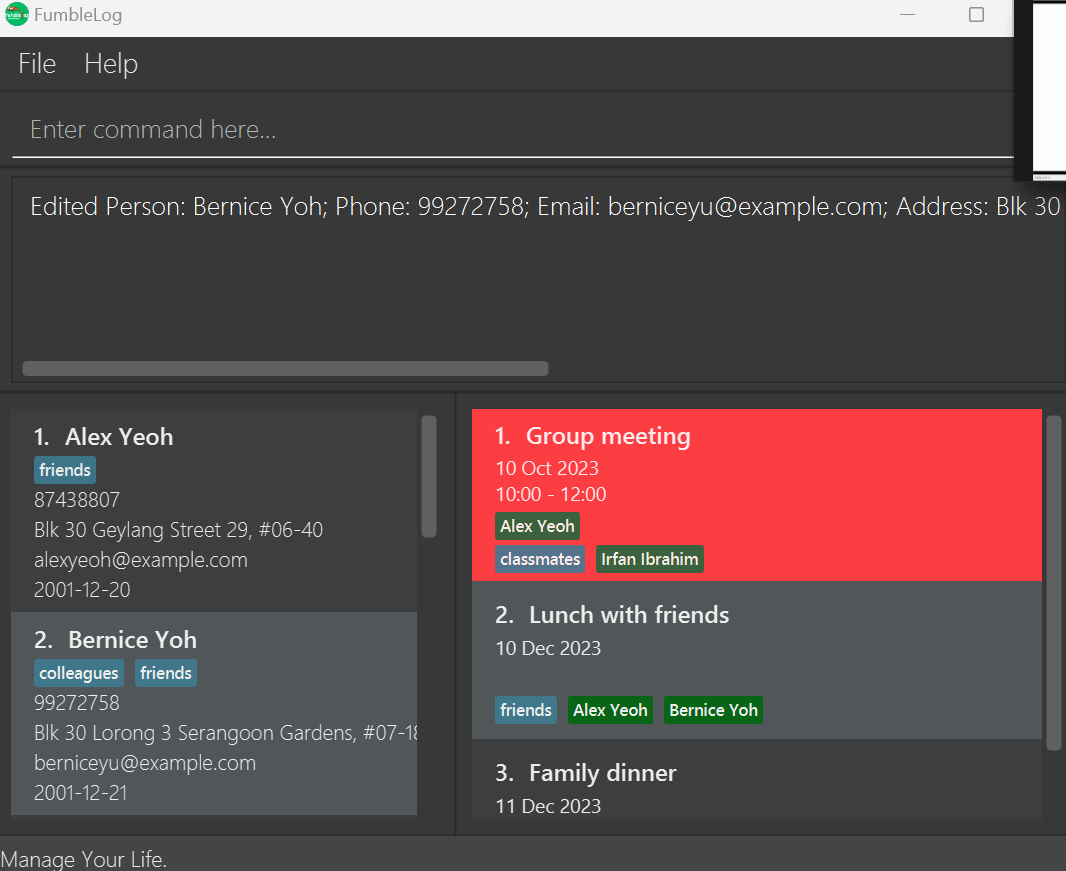 FumbleLog
File Help
Enter command here...
Edited Person: Bernice Yoh; Phone: 99272758; Email: berniceyu@example.com; Address: Blk 30
1. Alex Yeoh
friends
87438807
Blk 30 Geylang Street 29, #06-40
alexyeoh@example.com
2001-12-20
2. Bernice Yoh
colleagues friends
99272758
Blk 30 Lorong 3 Serangoon Gardens, #07-18
berniceyu@example.com
2001-12-21
1. Group meeting
10 Oct 2023
10:00 - 12:00
Alex Yeoh
classmates Irfan Ibrahim
2. Lunch with friends
10 Dec 2023
friends Alex Yeoh Bernice Yoh
3. Family dinner
11 Dec 2023
Manage Your Life.